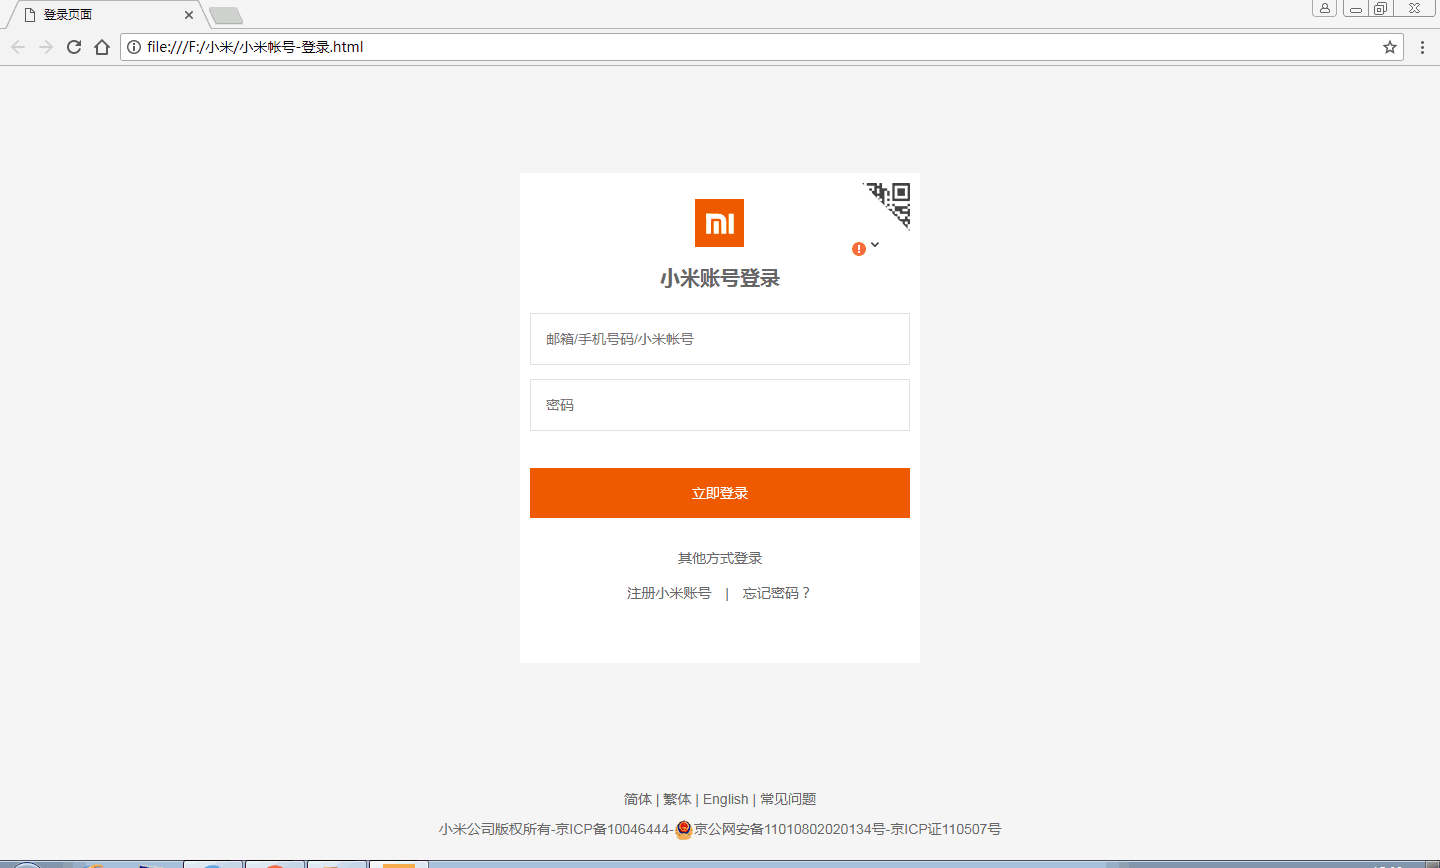 登录页面
file:///F:/小米/小米帐号-登录.html
小米账号登录
邮箱/手机号码/小米帐号
密码
立即登录
其他方式登录
注册小米账号 | 忘记密码？
简体 | 繁体 | English | 常见问题
小米公司版权所有-京ICP备10046444-京公网安备11010802020134号-京ICP证110507号